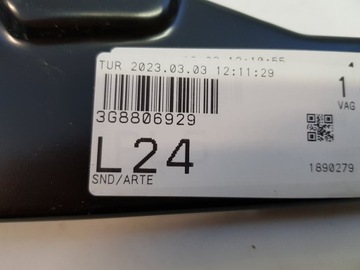 TUR 2023.03.03 12:11:29
1
VAG
3G8806929
L24
SND/ARTE
1890279